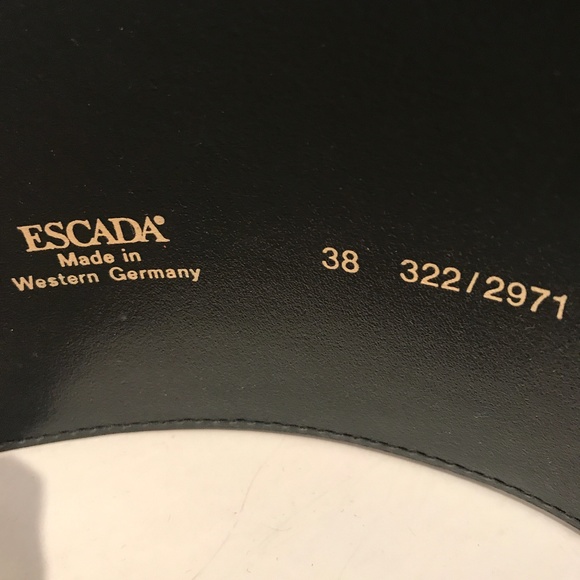 ESCADA®
Made in
Western Germany
38 322/2971